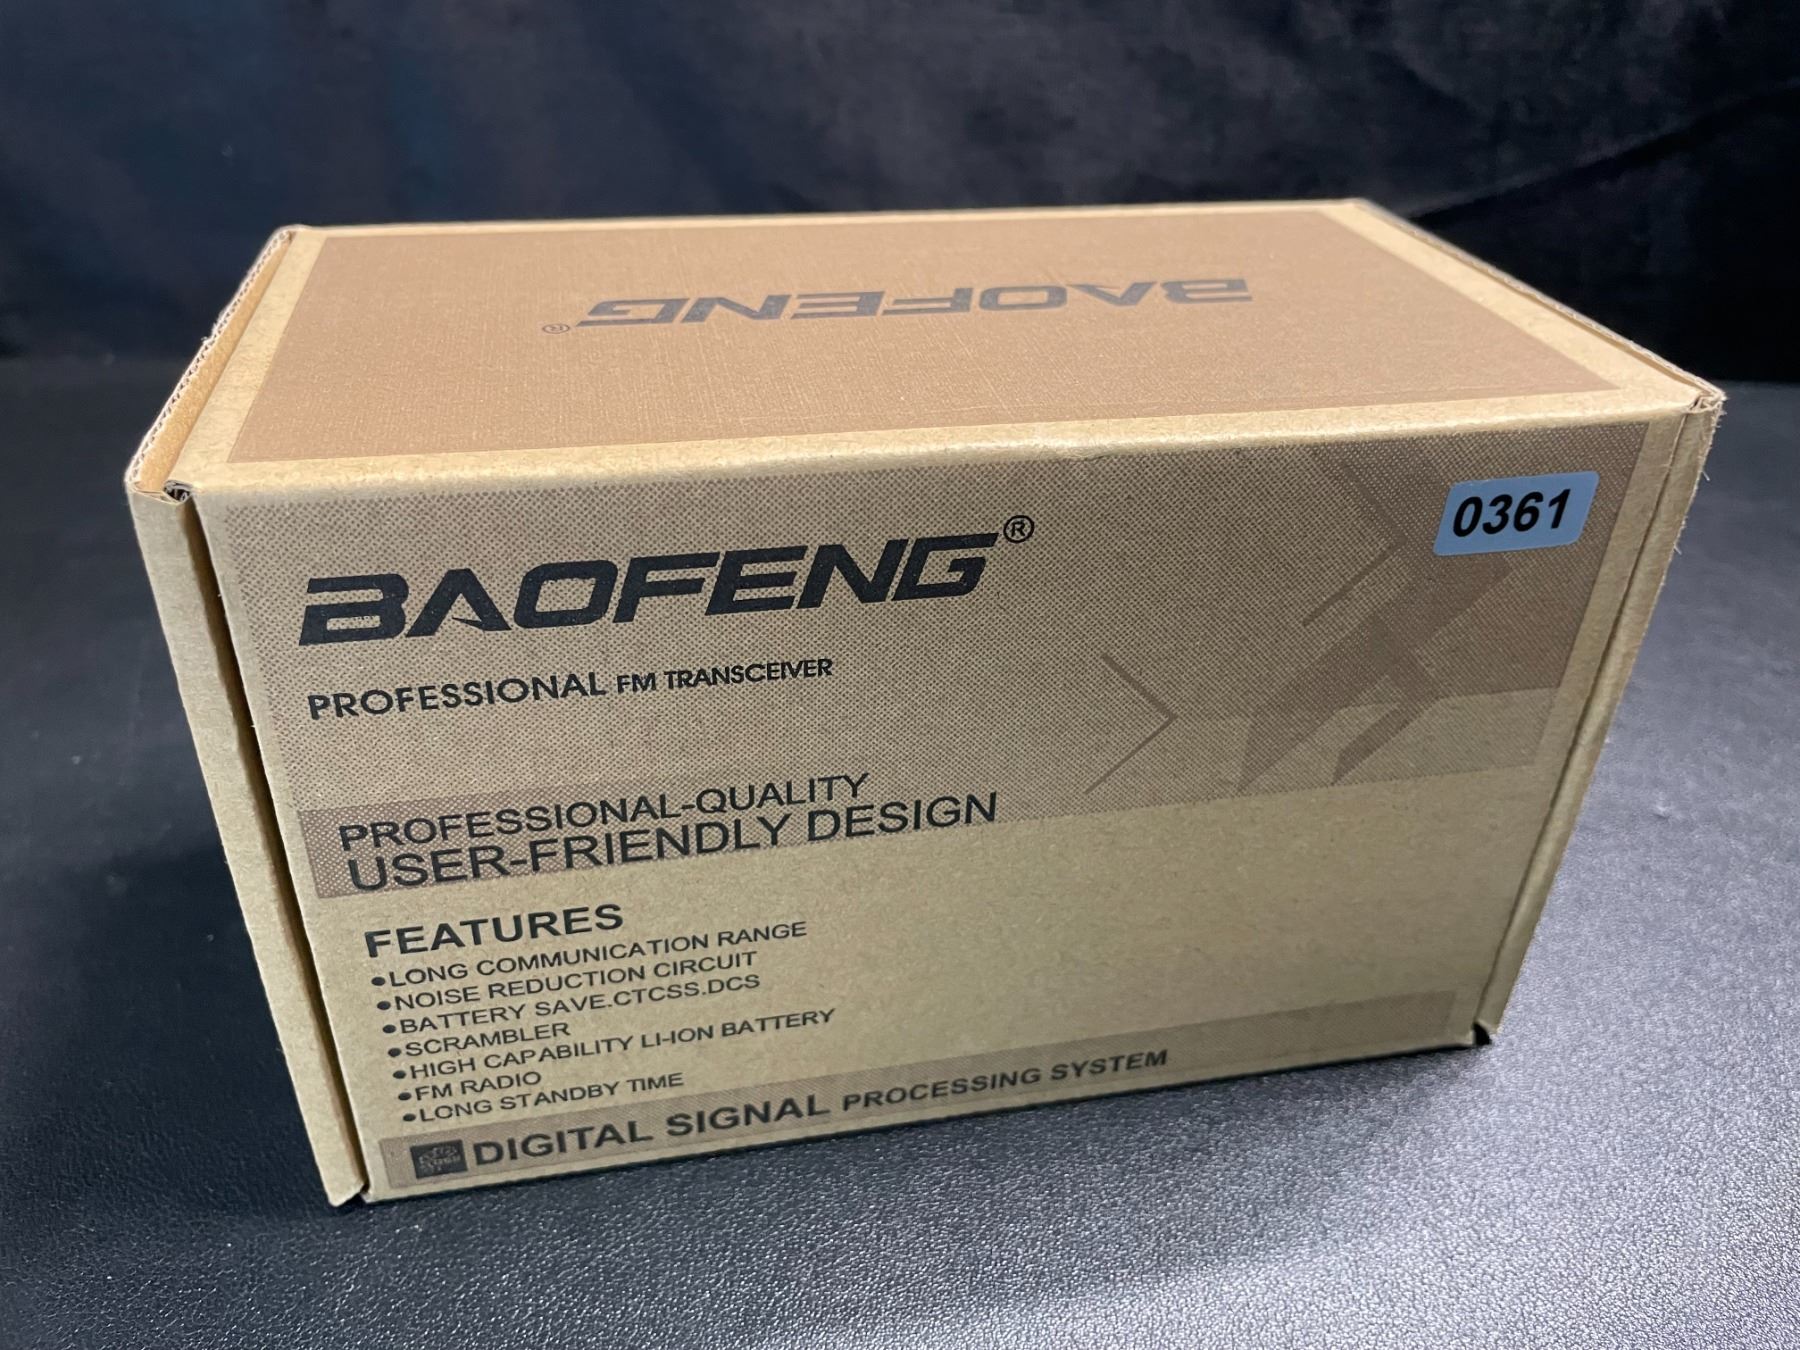 BAOFENG®
BAOFENG®
0361
PROFESSIONAL FM TRANSCEIVER
PROFESSIONAL-QUALITY
USER-FRIENDLY DESIGN
FEATURES
•LONG COMMUNICATION RANGE
•NOISE REDUCTION CIRCUIT
•BATTERY SAVE.CTCSS.DCS
•SCRAMBLER
•HIGH CAPABILITY LI-ION BATTERY
•FM RADIO
•LONG STANDBY TIME
DIGITAL SIGNAL PROCESSING SYSTEM